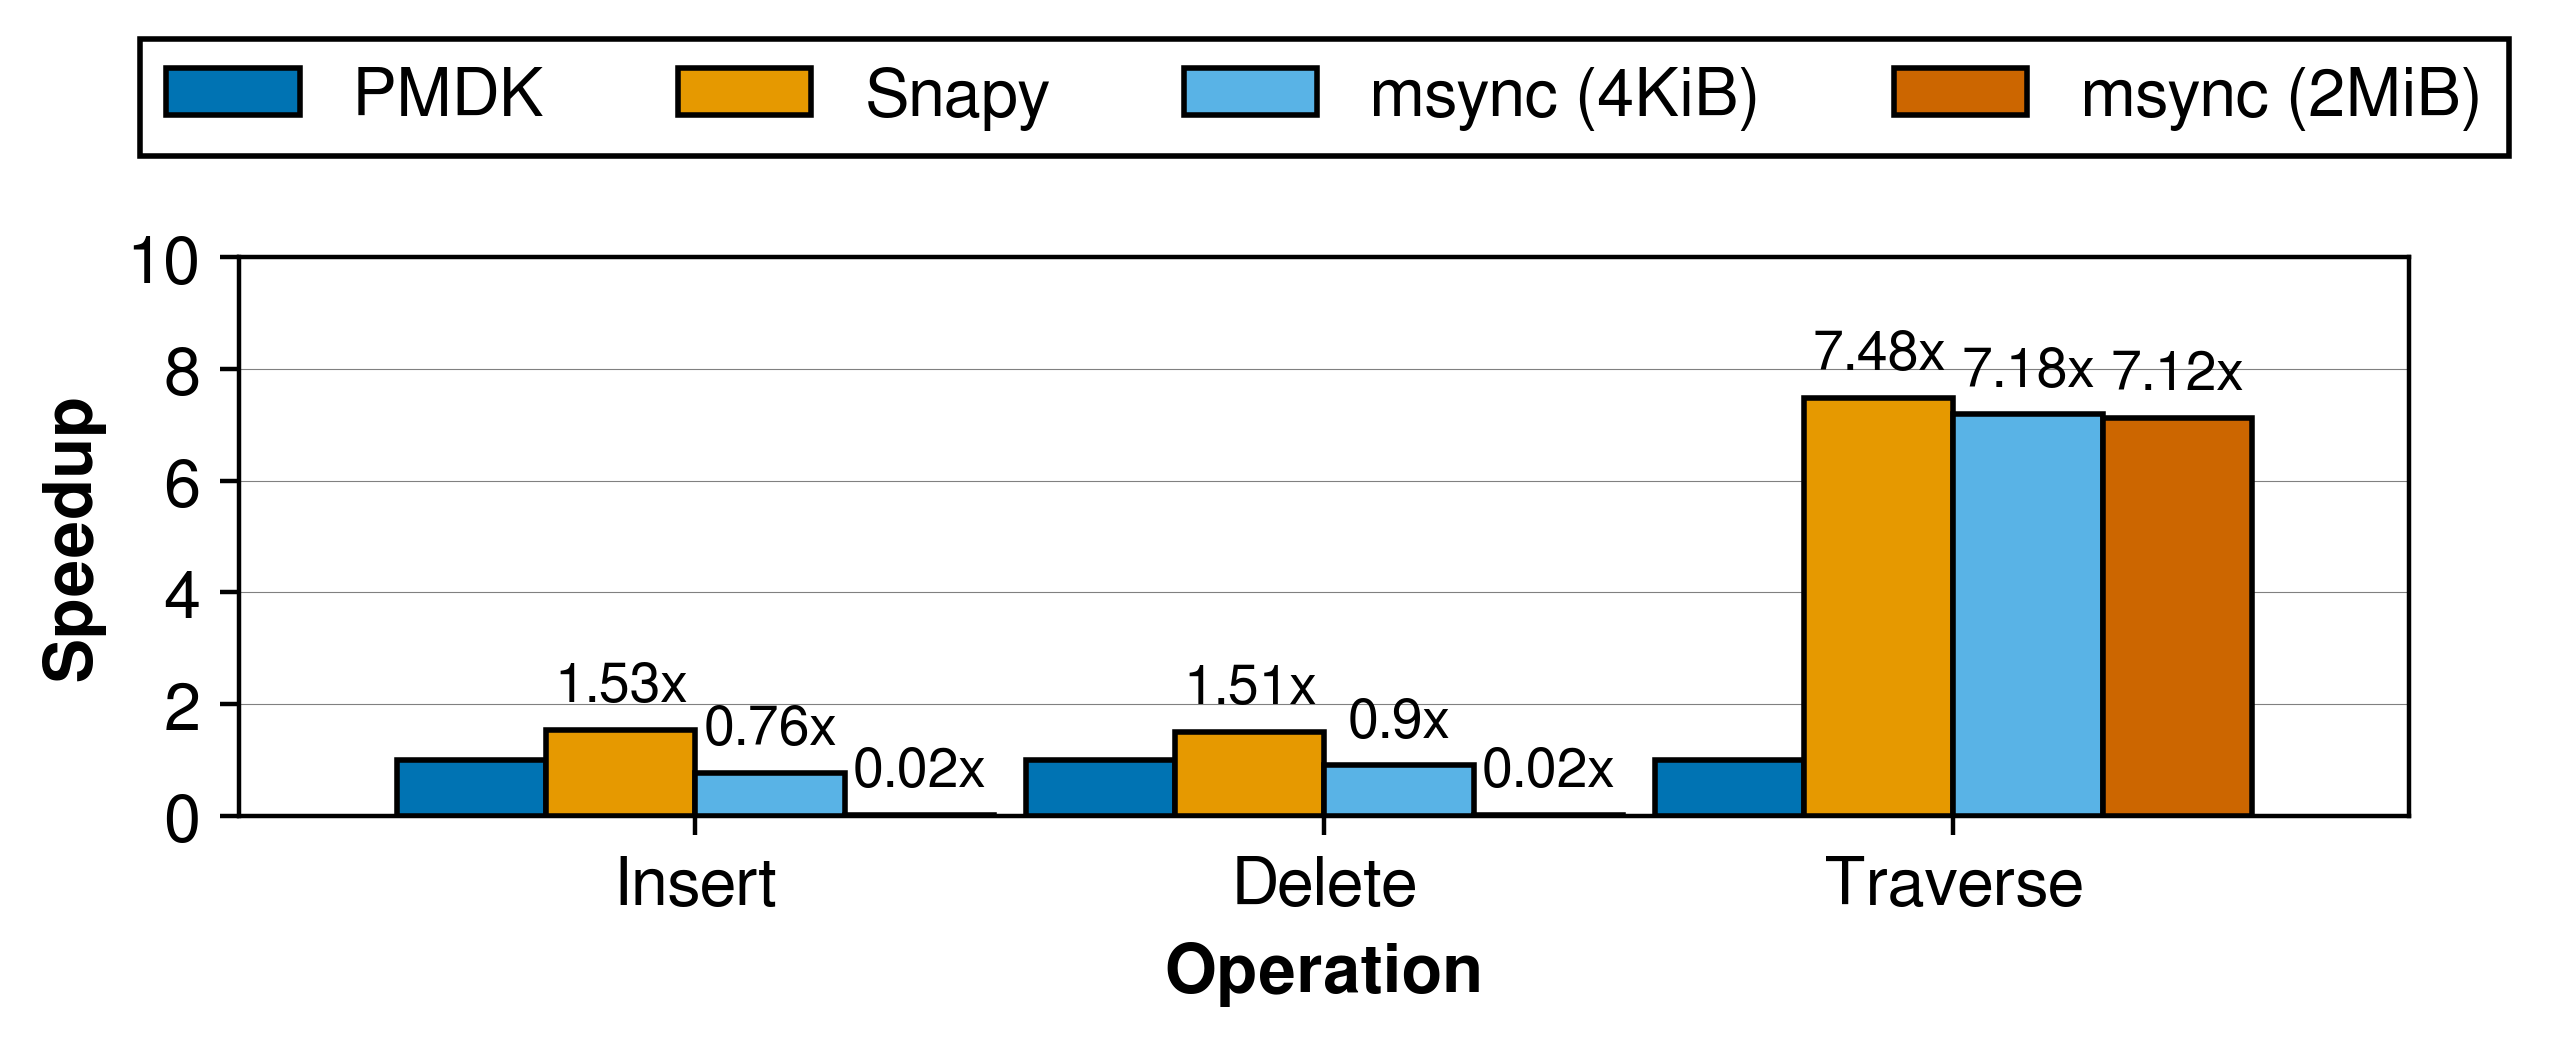 PMDK Snapy msync (4KiB) msync (2MiB)
10
8
6
4
2
0
Speedup
1.53x
0.76x
0.02x
1.51x
0.9x
0.02x
7.48x
7.18x
7.12x
Insert Delete Traverse
Operation